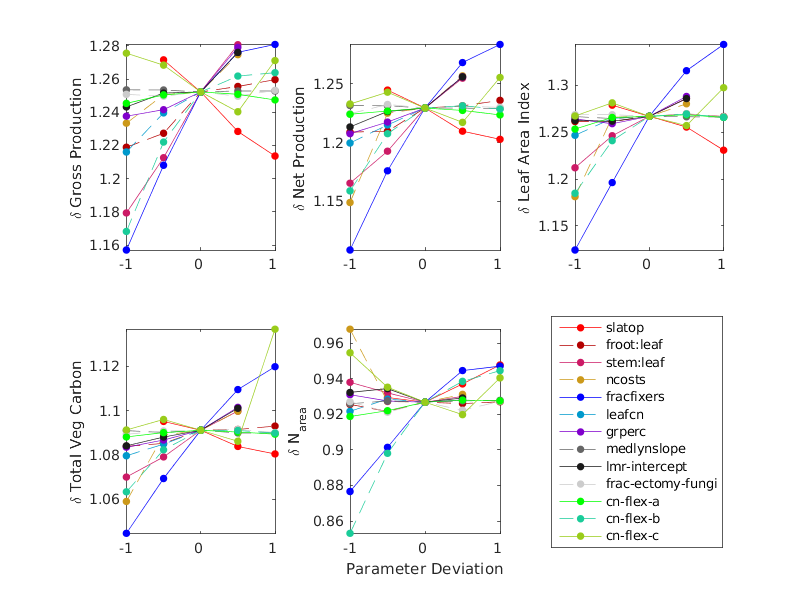 δ Gross Production
1.28
1.26
1.24
1.22
1.2
1.18
1.16
-1
0
1
δ Net Production
1.25
1.2
1.15
-1
0
1
δ Leaf Area Index
1.3
1.25
1.2
1.15
-1
0
1
δ Total Veg Carbon
1.12
1.1
1.08
1.06
-1
0
1
δ N area
0.96
0.94
0.92
0.9
0.88
0.86
-1
0
1
Parameter Deviation
slatop
froot:leaf
stem:leaf
ncosts
fracfixers
leafcn
grperc
medlynslope
lmr-intercept
frac-ectomy-fungi
cn-flex-a
cn-flex-b
cn-flex-c